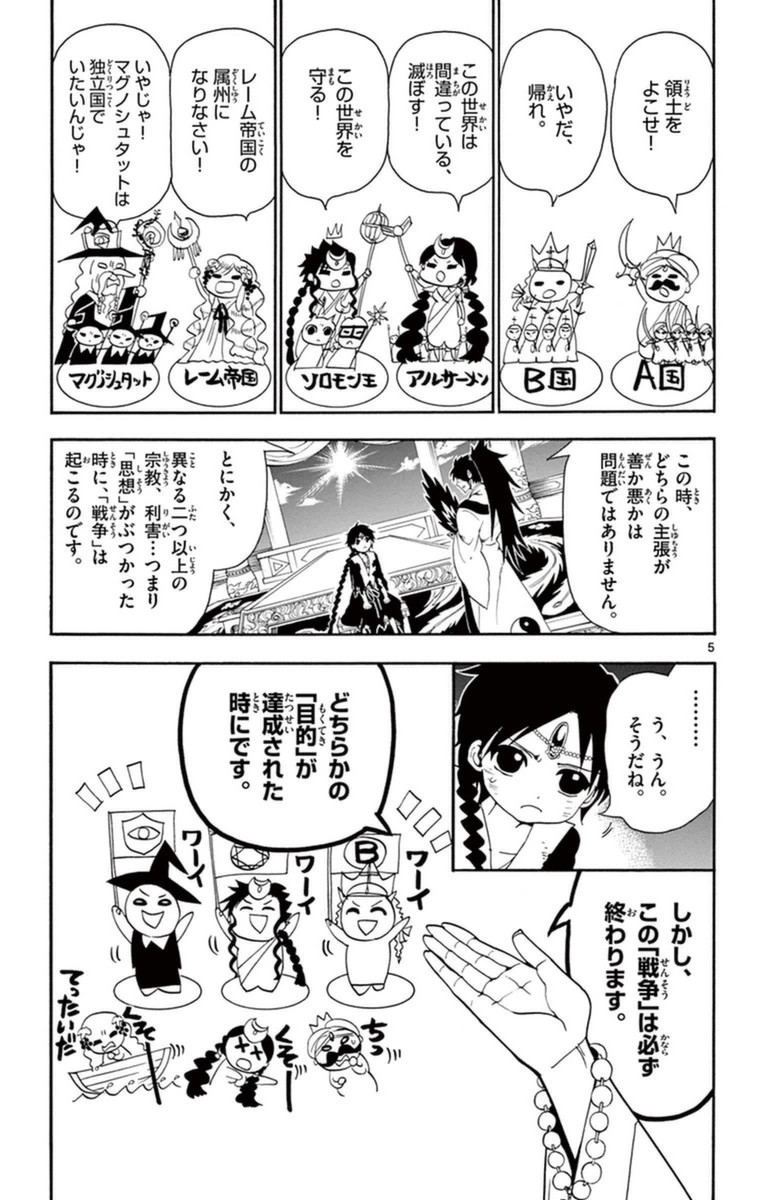 領土を
よこせ！
いやだ、
帰れ。
A国
B国
この世界は
間違っている、
滅ぼす！
この世界を
守る！
アルサーメン
ソロモン王
レーム帝国の
属州に
なりなさい！
いやじゃ！
マグノシュタットは
独立国で
いたいんじゃ！
レーム帝国
マグノシュタット
この時、
どちらの主張が
善か悪かは
問題ではありません。
とにかく、
異なる二つ以上の
宗教、利害…つまり
「思想」がぶつかった
時に、「戦争」は
起こるのです。
5
………
う、うん。
そうだね。
しかし、
この「戦争」は必ず
終わります。
どちらかの
「目的」が
達成された
時にです。
B
ワーイ
ワーイ
ワーイ
ちっ
くそー
くそー
てったいだ